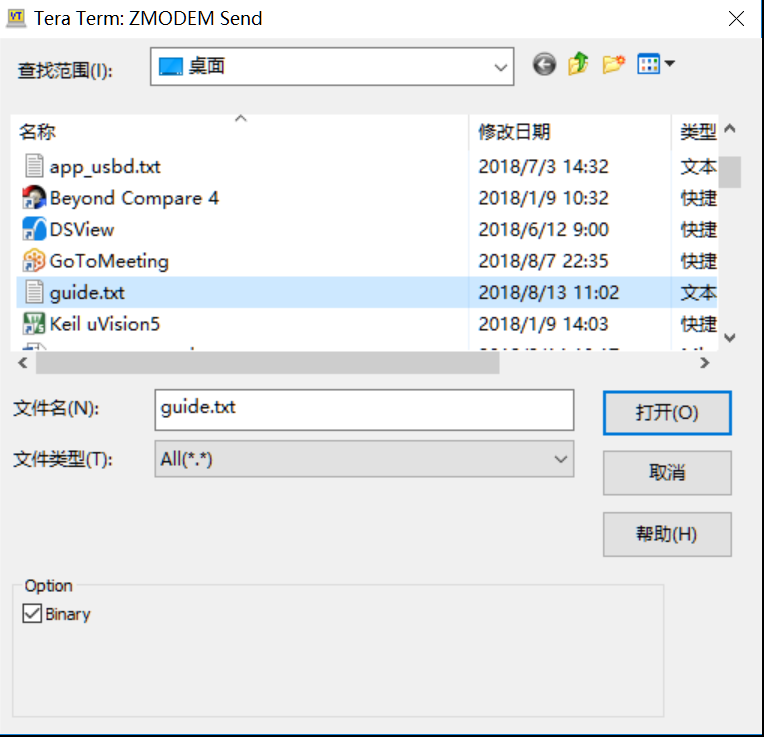 Tera Term: ZMODEM Send
查找范围(I): 桌面
名称 修改日期 类型
app_usbd.txt 2018/7/3 14:32 文本
Beyond Compare 4 2018/1/9 10:32 快捷
DSView 2018/6/12 9:00 快捷
GoToMeeting 2018/8/7 22:35 快捷
guide.txt 2018/8/13 11:02 文本
Keil uVision5 2018/1/9 14:03 快捷
文件名(N): guide.txt 打开(O)
文件类型(T): All(*.*) 取消
帮助(H)
Option
Binary